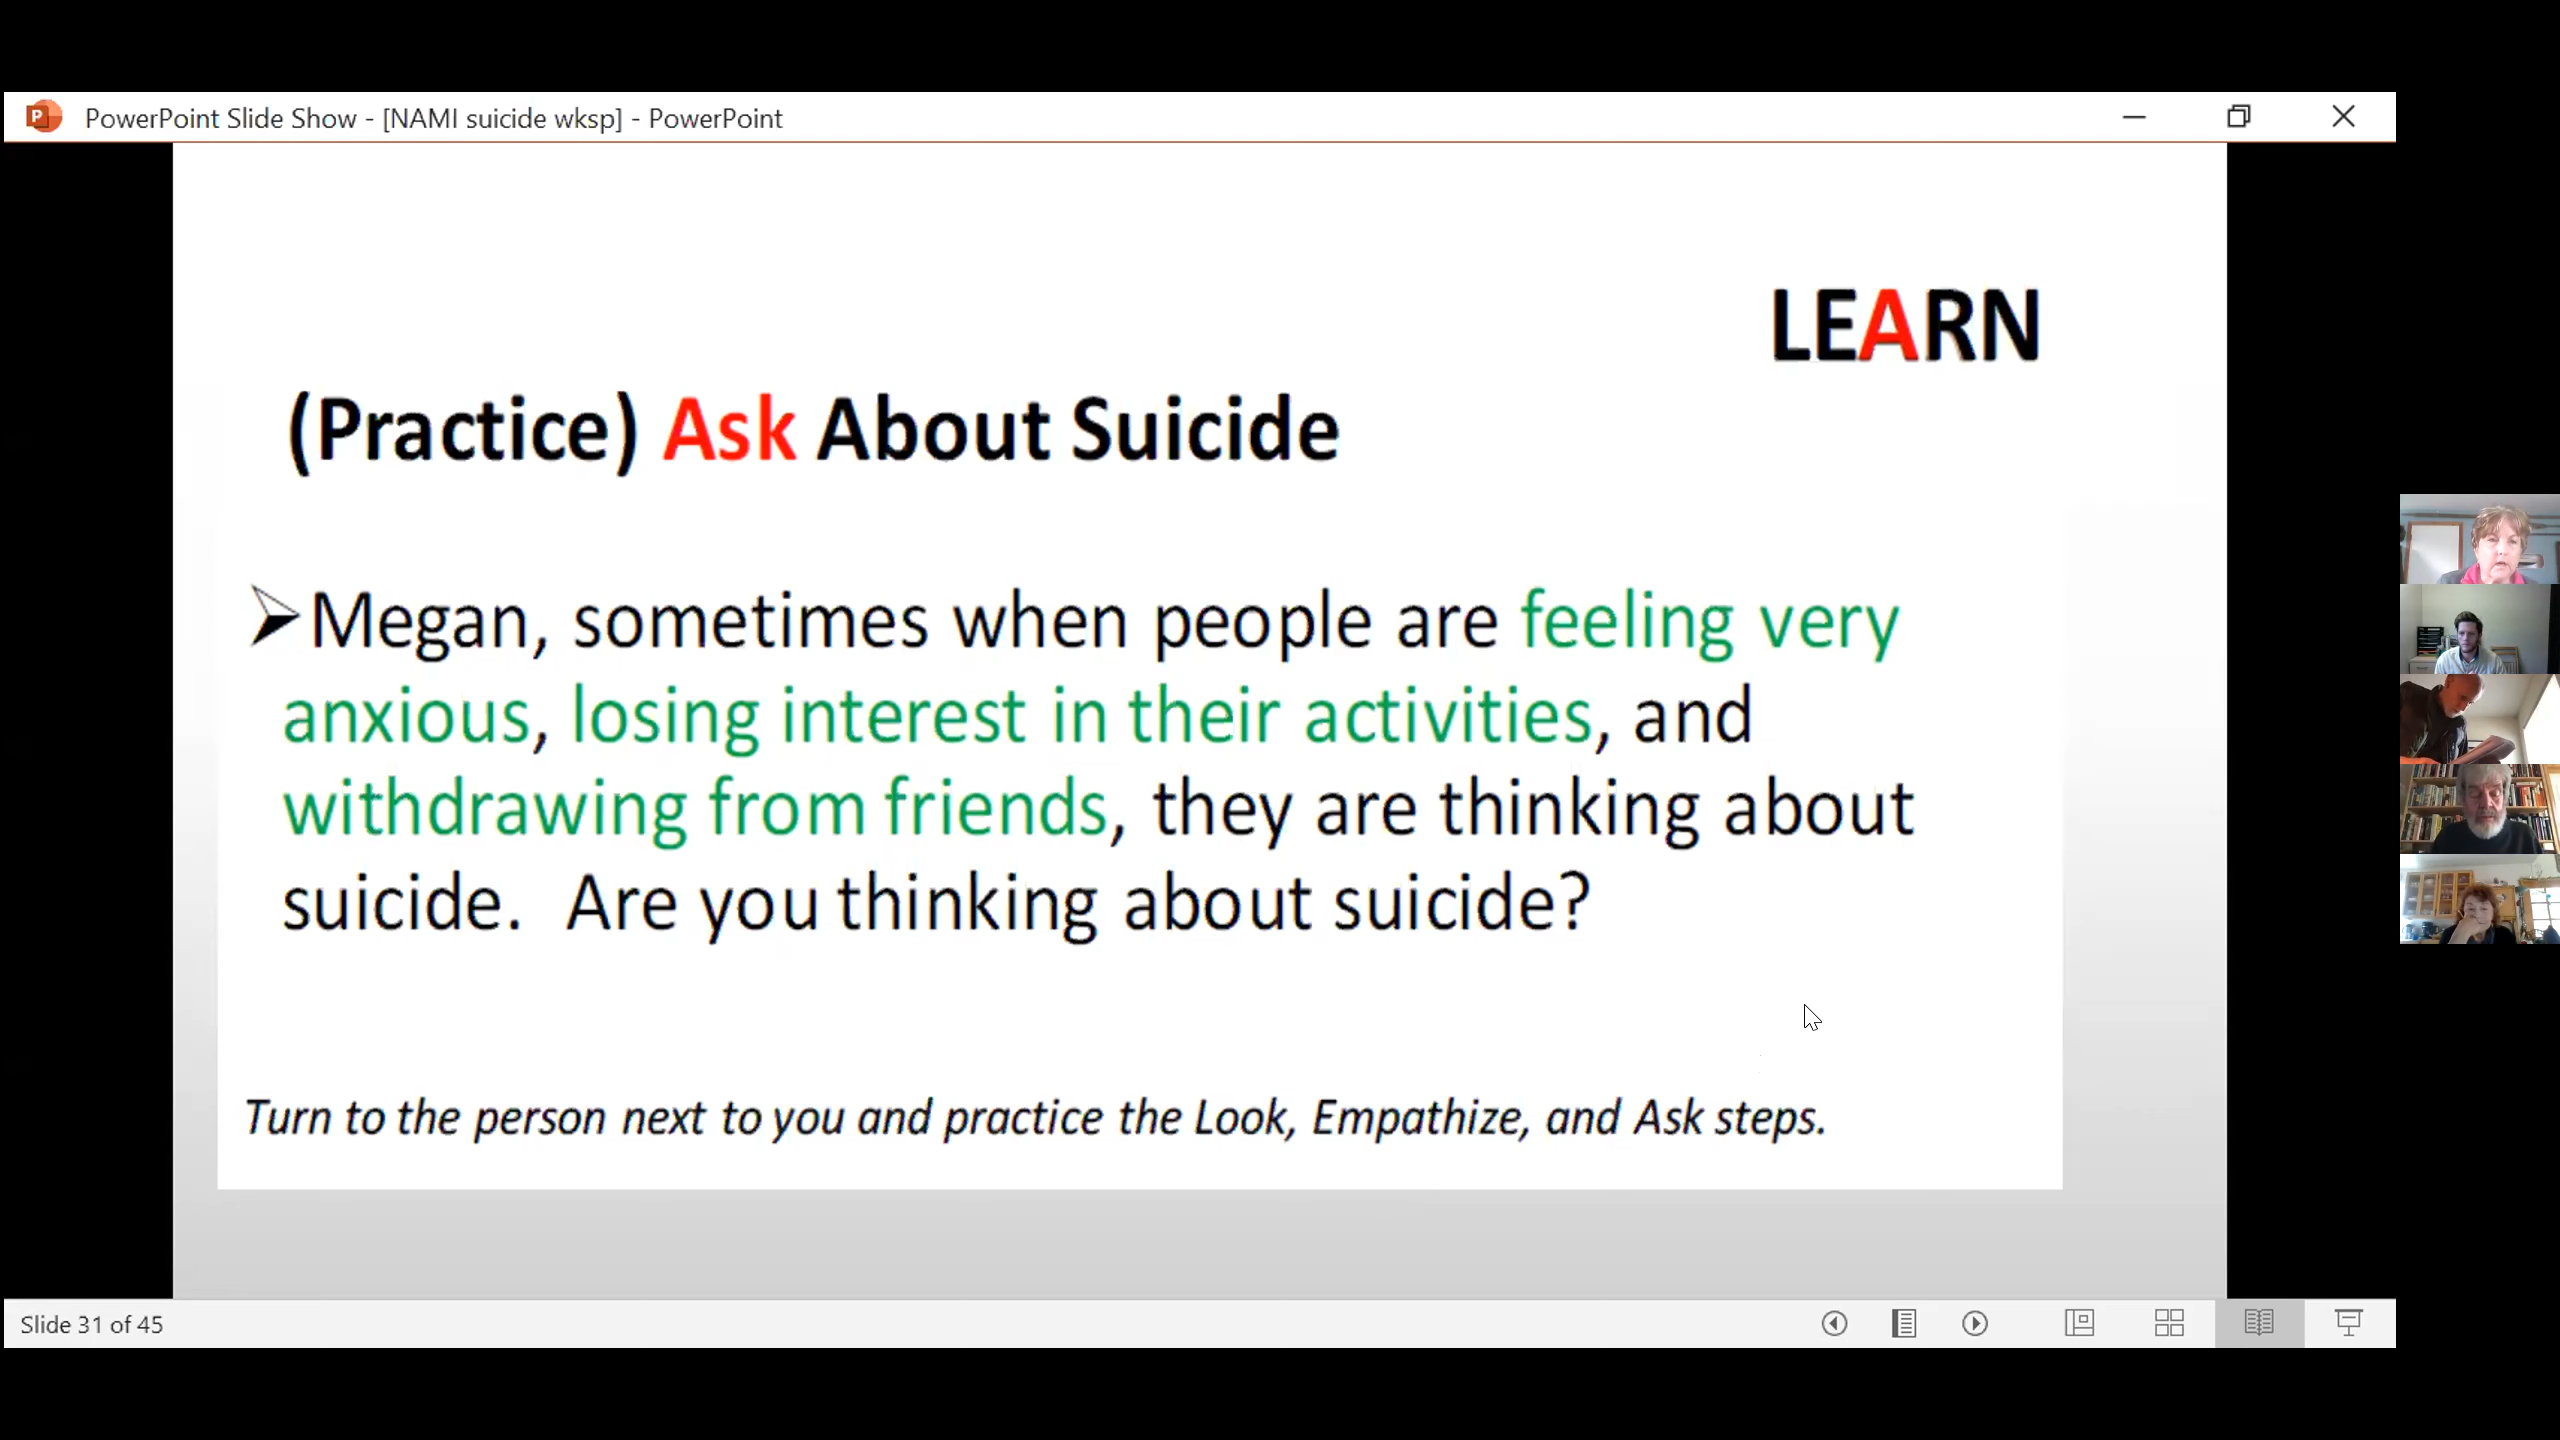 PowerPoint Slide Show - [NAMI suicide wksp] - PowerPoint
LEARN
(Practice) Ask About Suicide
Megan, sometimes when people are feeling very
anxious, losing interest in their activities, and
withdrawing from friends, they are thinking about
suicide. Are you thinking about suicide?
Turn to the person next to you and practice the Look, Empathize, and Ask steps.
Slide 31 of 45